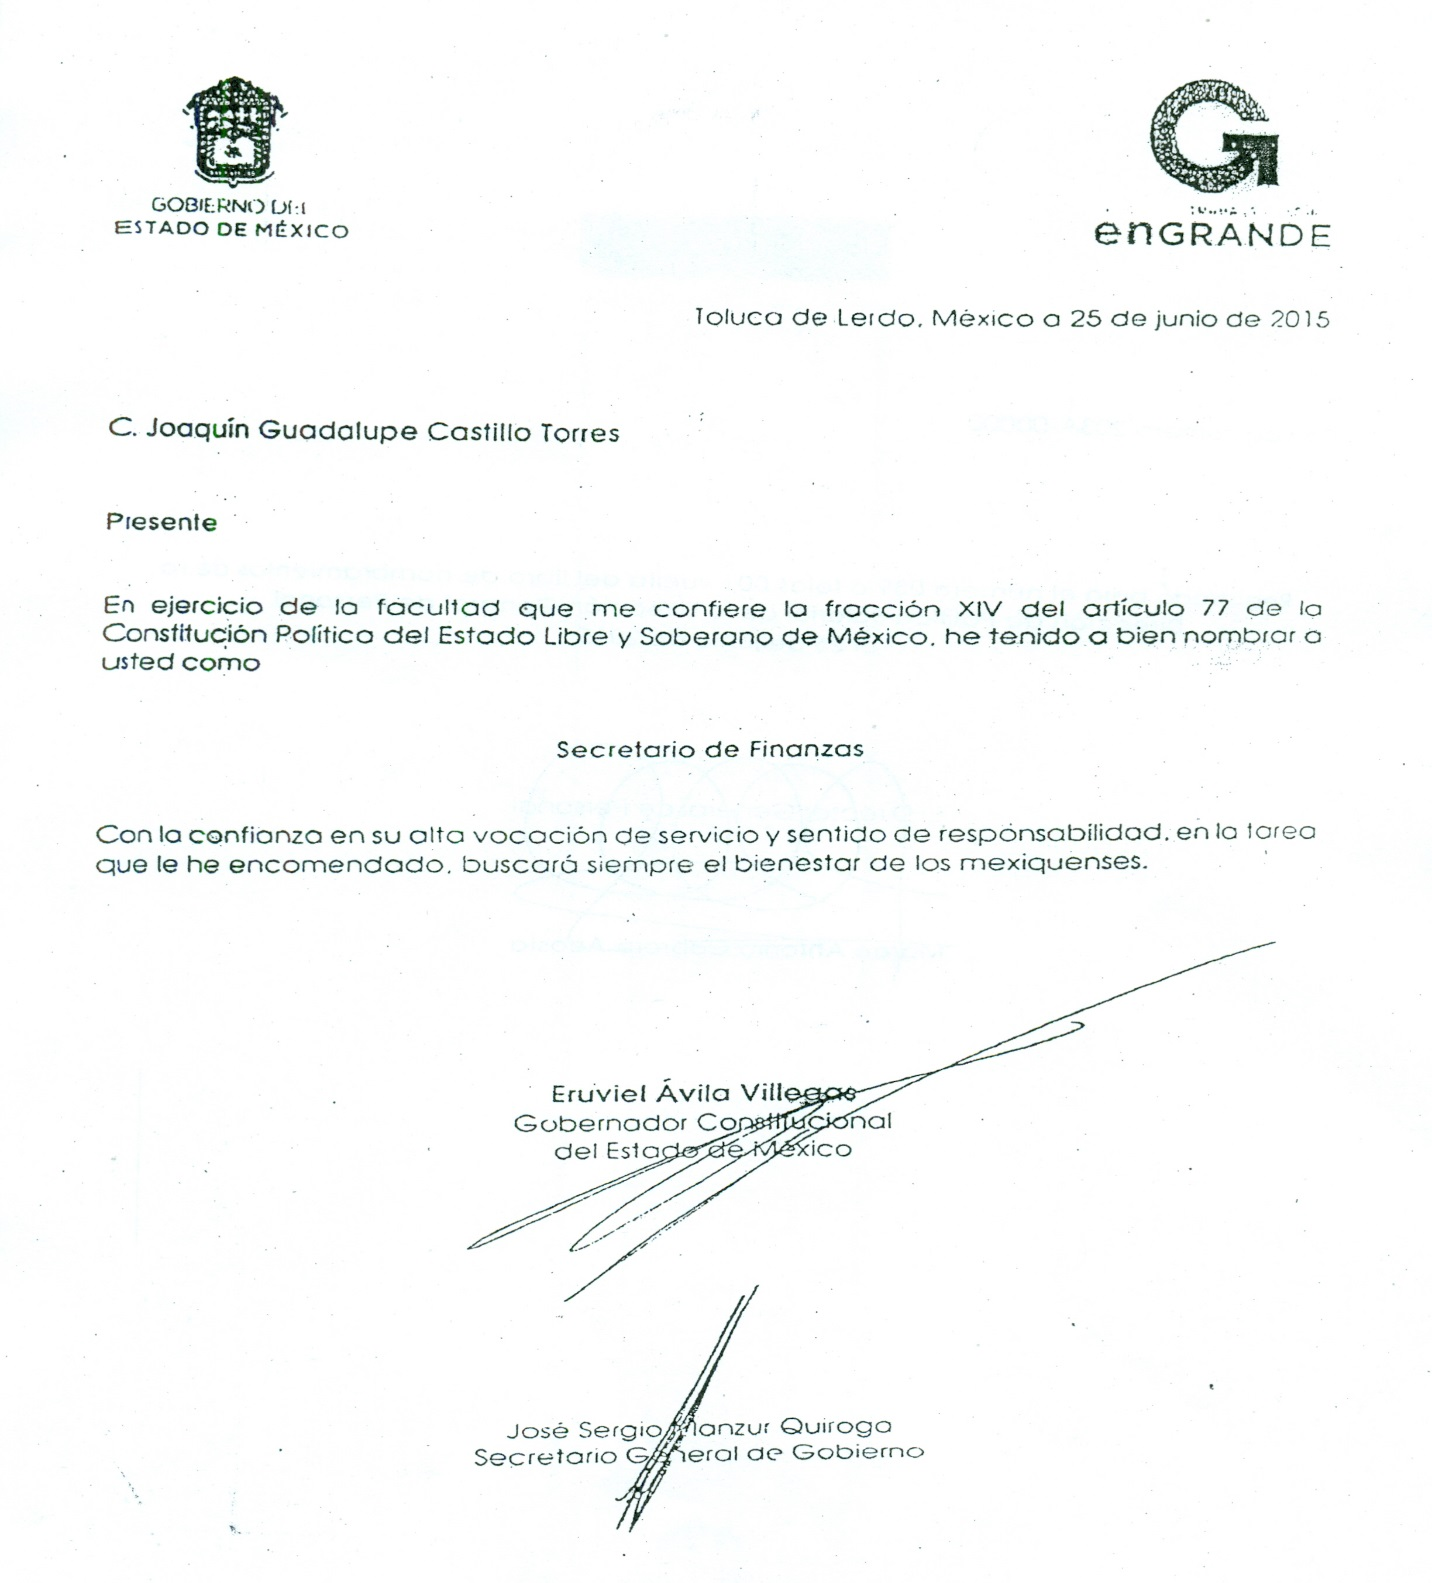 GOBIERNO DEL
ESTADO DE MÉXICO
enGRANDE
Toluca de Lerdo, México a 25 de junio de 2015
C. Joaquín Guadalupe Castillo Torres
Presente
En ejercicio de la facultad que me confiere la fracción XIV del artículo 77 de la
Constitución Política del Estado Libre y Soberano de México, he tenido a bien nombrar a
usted como
Secretario de Finanzas
Con la confianza en su alta vocación de servicio y sentido de responsabilidad, en la tarea
que le he encomendado, buscará siempre el bienestar de los mexiquenses.
Eruviel Ávila Villegas
Gobernador Constitucional
del Estado de México
José Sergio Manzur Quiroga
Secretario General de Gobierno